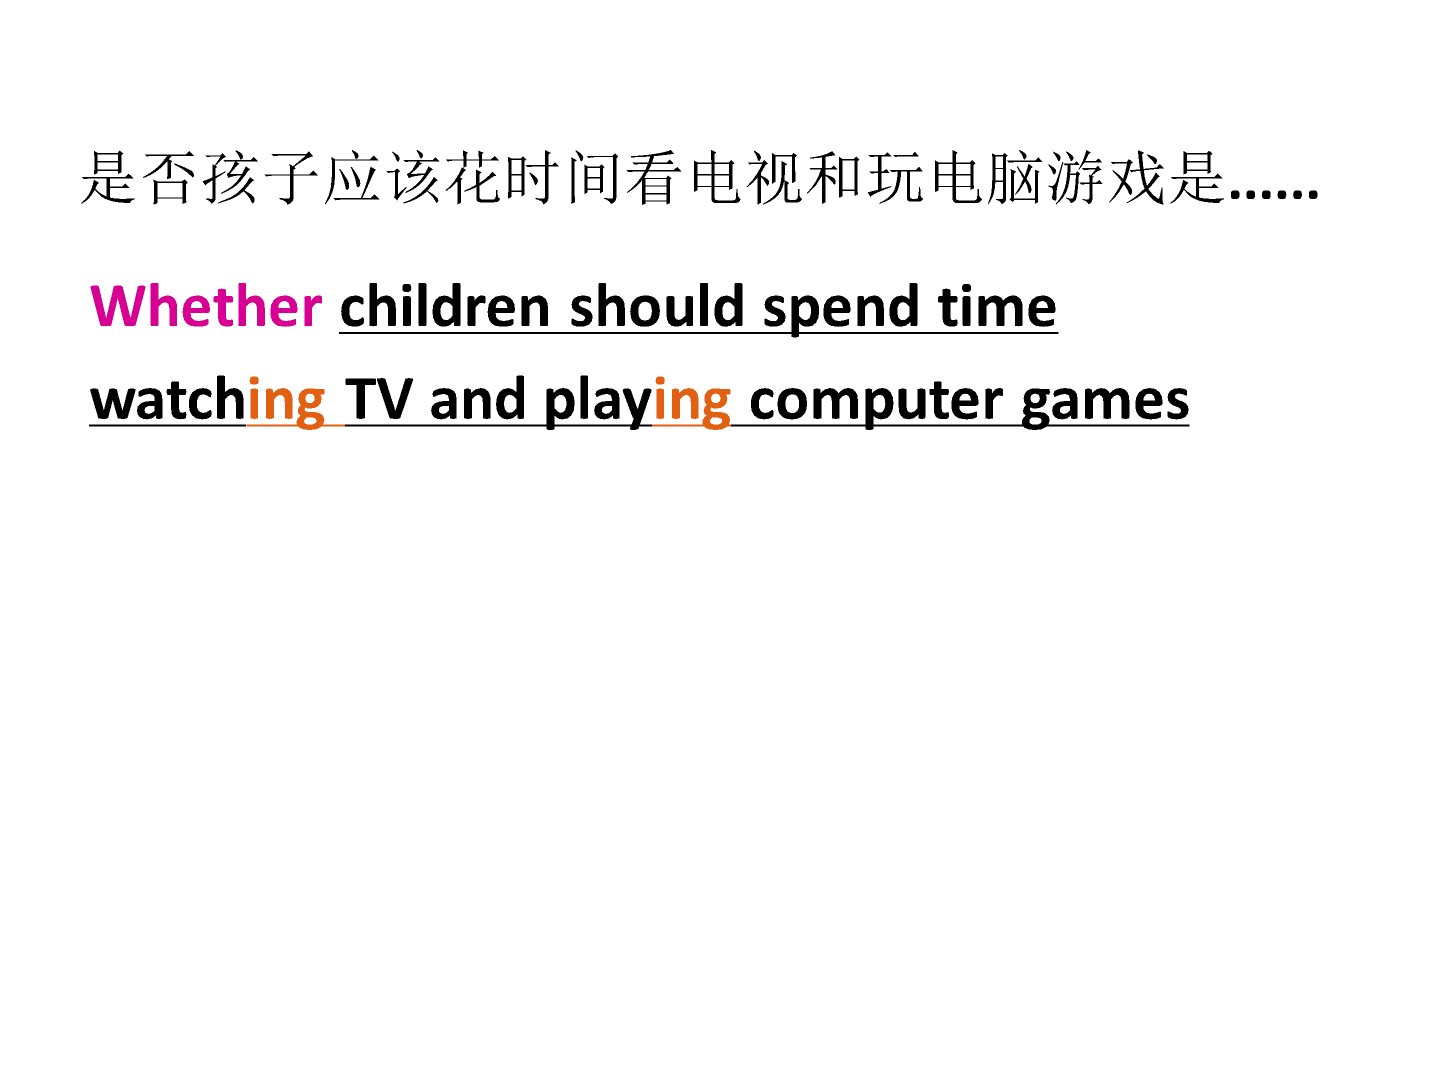 是否孩子应该花时间看电视和玩电脑游戏是......
Whether children should spend time
watching TV and playing computer games